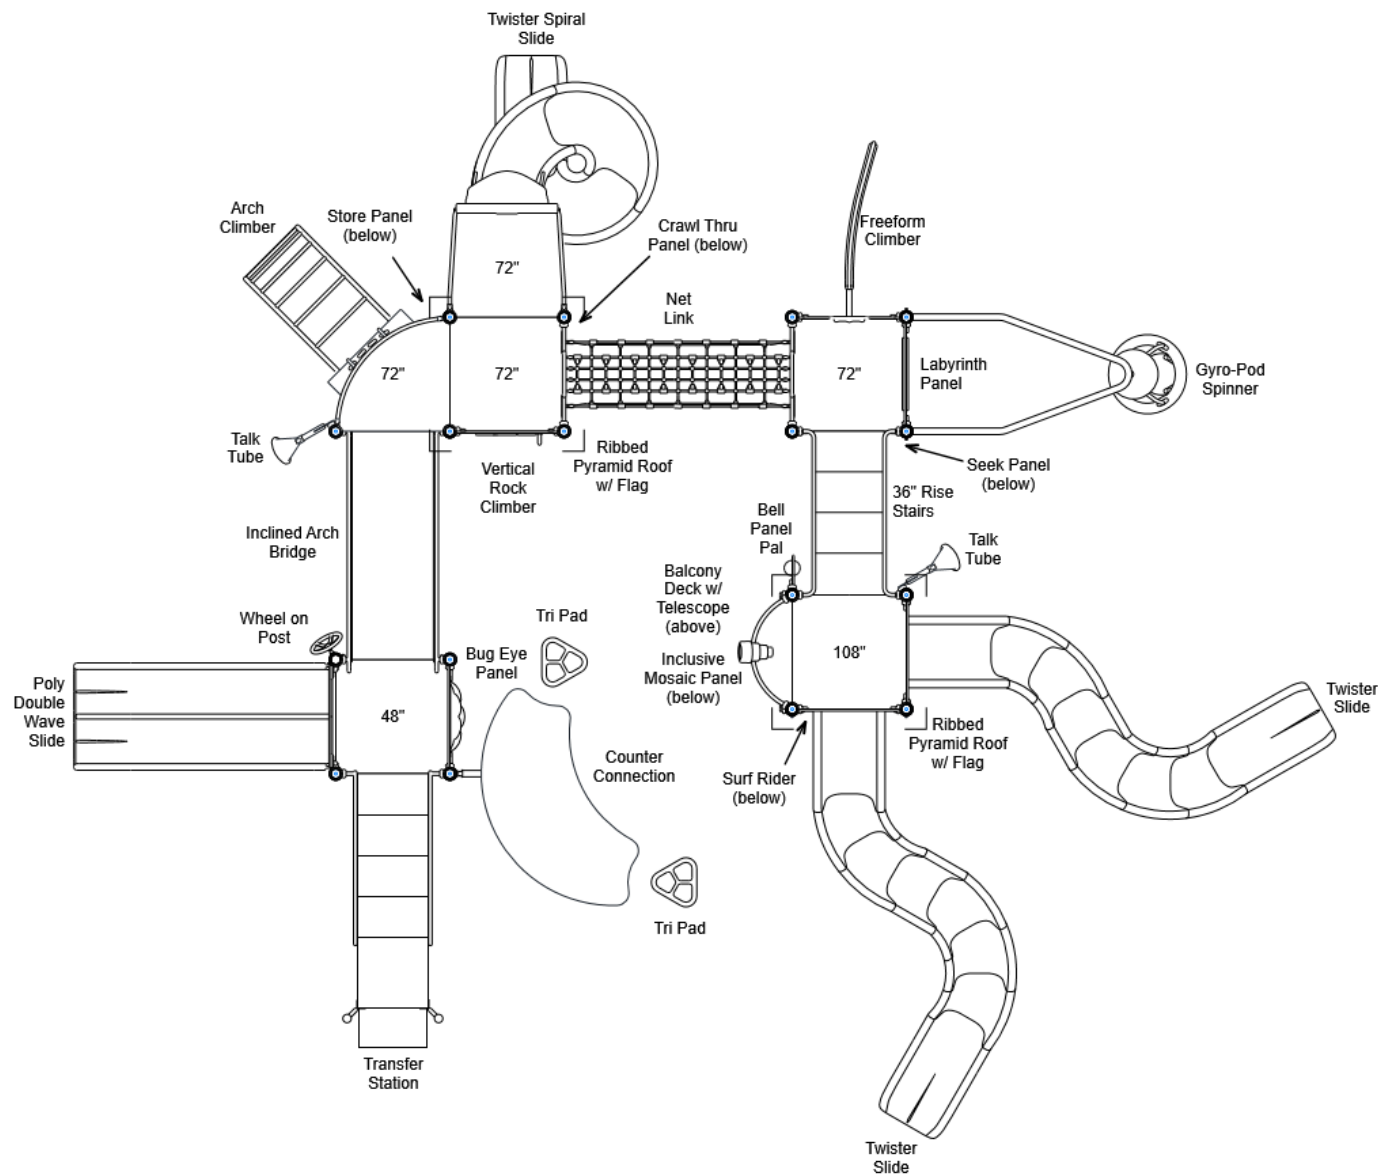 Twister Spiral
Slide
Arch
Climber
Store Panel
(below)
Crawl Thru
Panel (below)
Freeform
Climber
72"
Net
Link
72"
72"
72"
Labyrinth
Panel
Gyro-Pod
Spinner
Talk
Tube
Vertical
Rock
Climber
Ribbed
Pyramid Roof
w/ Flag
Seek Panel
(below)
36" Rise
Stairs
Inclined Arch
Bridge
Bell
Panel
Pal
Talk
Tube
Balcony
Deck w/
Telescope
(above)
Wheel on
Post
Tri Pad
Bug Eye
Panel
Inclusive
Mosaic Panel
(below)
108"
Poly
Double
Wave
Slide
48"
Twister
Slide
Counter
Connection
Surf Rider
(below)
Ribbed
Pyramid Roof
w/ Flag
Tri Pad
Transfer
Station
Twister
Slide